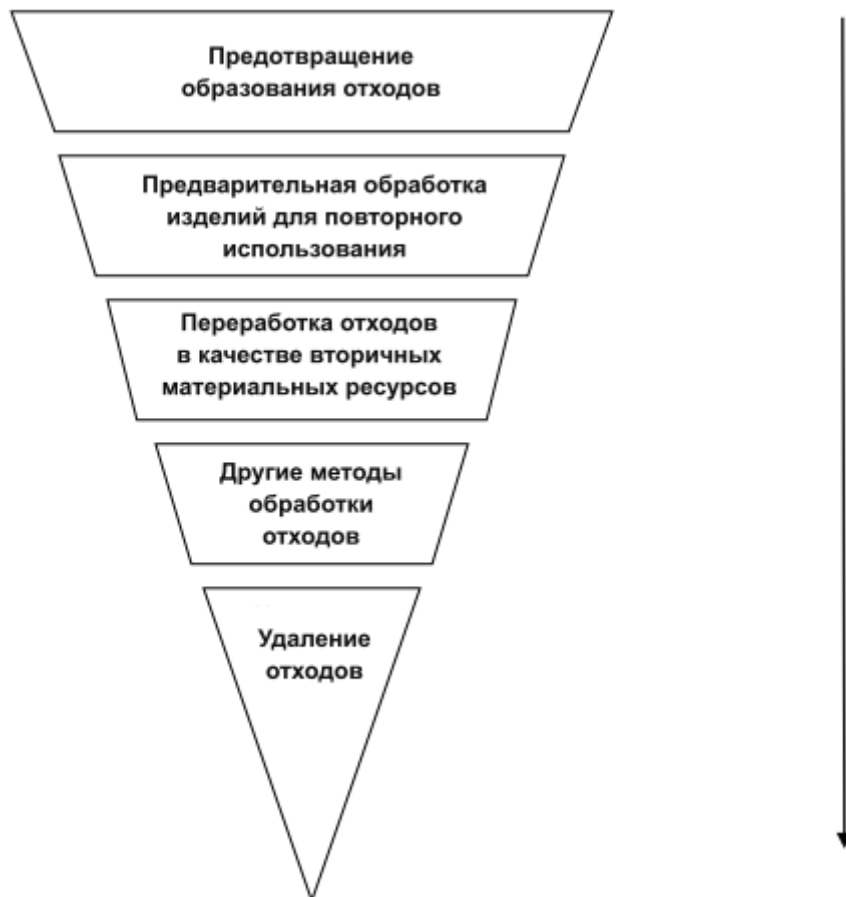 Предотвращение
образования отходов
Предварительная обработка
изделий для повторного
использования
Переработка отходов
в качестве вторичных
материальных ресурсов
Другие методы
обработки
отходов
Удаление
отходов